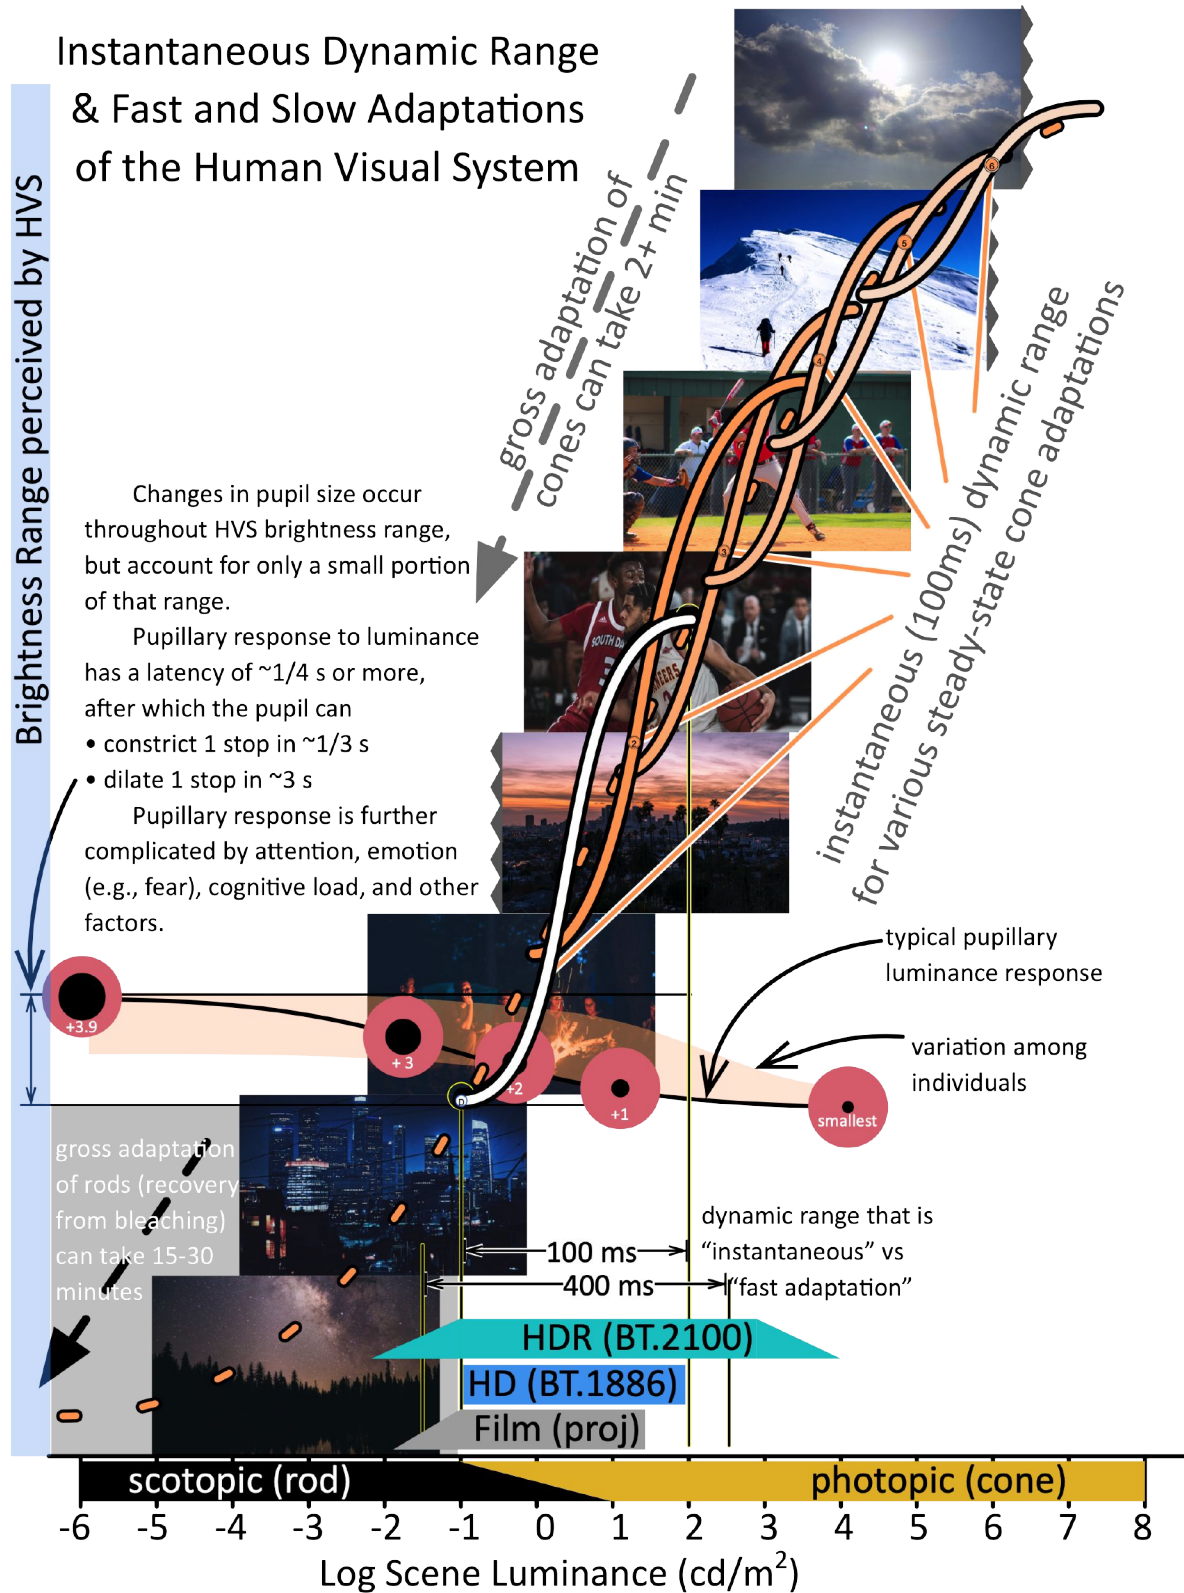 Instantaneous Dynamic Range
& Fast and Slow Adaptations
of the Human Visual System
Brightness Range perceived by HVS
gross adaptation of
cones can take 2+ min
instantaneous (100ms) dynamic range
for various steady-state cone adaptations
6
5
4
3
2
Changes in pupil size occur
throughout HVS brightness range,
but account for only a small portion
of that range.
Pupillary response to luminance
has a latency of ~1/4 s or more,
after which the pupil can
• constrict 1 stop in ~1/3 s
• dilate 1 stop in ~3 s
Pupillary response is further
complicated by attention, emotion
(e.g., fear), cognitive load, and other
factors.
SOUTH DA
typical pupillary
luminance response
variation among
individuals
+3.9
+ 3
+2
+1
smallest
gross adaptation
of rods (recovery
from bleaching)
can take 15-30
minutes
dynamic range that is
“instantaneous” vs
“fast adaptation”
100 ms
400 ms
HDR (BT.2100)
HD (BT.1886)
Film (proj)
scotopic (rod)
photopic (cone)
-6 -5 -4 -3 -2 -1 0 1 2 3 4 5 6 7 8
Log Scene Luminance (cd/m²)